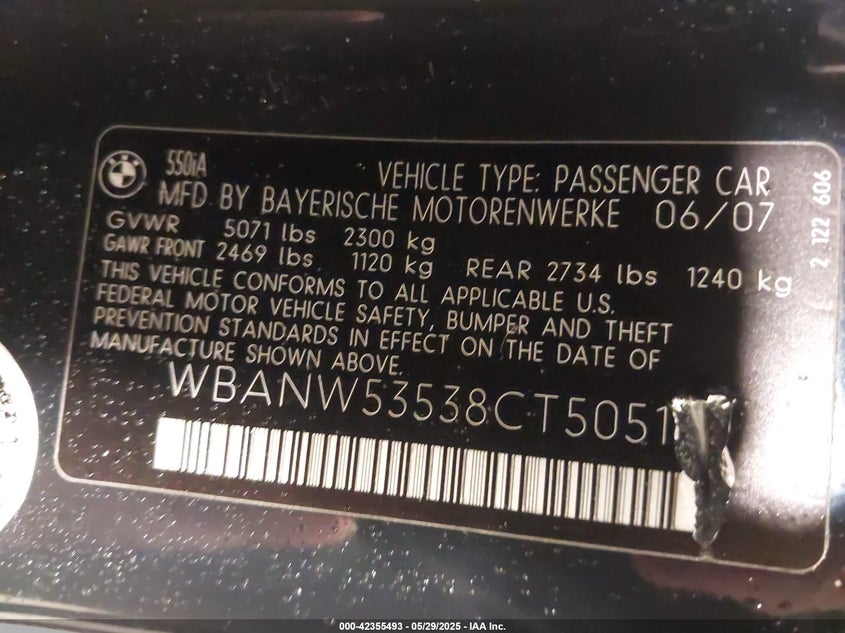 BMW
550iA
VEHICLE TYPE: PASSENGER CAR
MFD BY BAYERISCHE MOTORENWERKE 06/07
GVWR 5071 lbs 2300 kg
GAWR FRONT 2469 lbs 1120 kg REAR 2734 lbs 1240 kg
THIS VEHICLE CONFORMS TO ALL APPLICABLE U.S.
FEDERAL MOTOR VEHICLE SAFETY, BUMPER AND THEFT
PREVENTION STANDARDS IN EFFECT ON THE DATE OF
MANUFACTURE SHOWN ABOVE.
WBANW53538CT5051
2 122 606
000-42355493 - 05/29/2025 - IAA Inc.